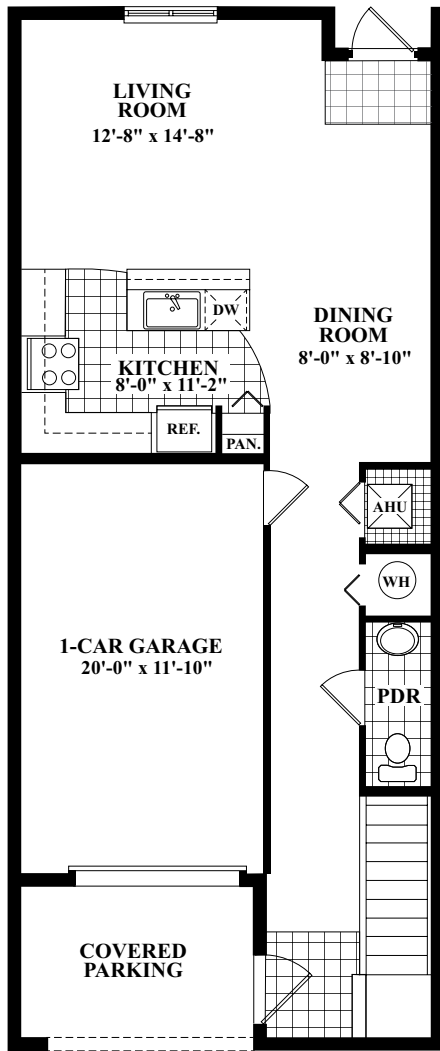 LIVING
ROOM
12'-8" x 14'-8"
DW
DINING
ROOM
8'-0" x 8'-10"
KITCHEN
8'-0" x 11'-2"
REF.
PAN.
AHU
WH
1-CAR GARAGE
20'-0" x 11'-10"
PDR
COVERED
PARKING